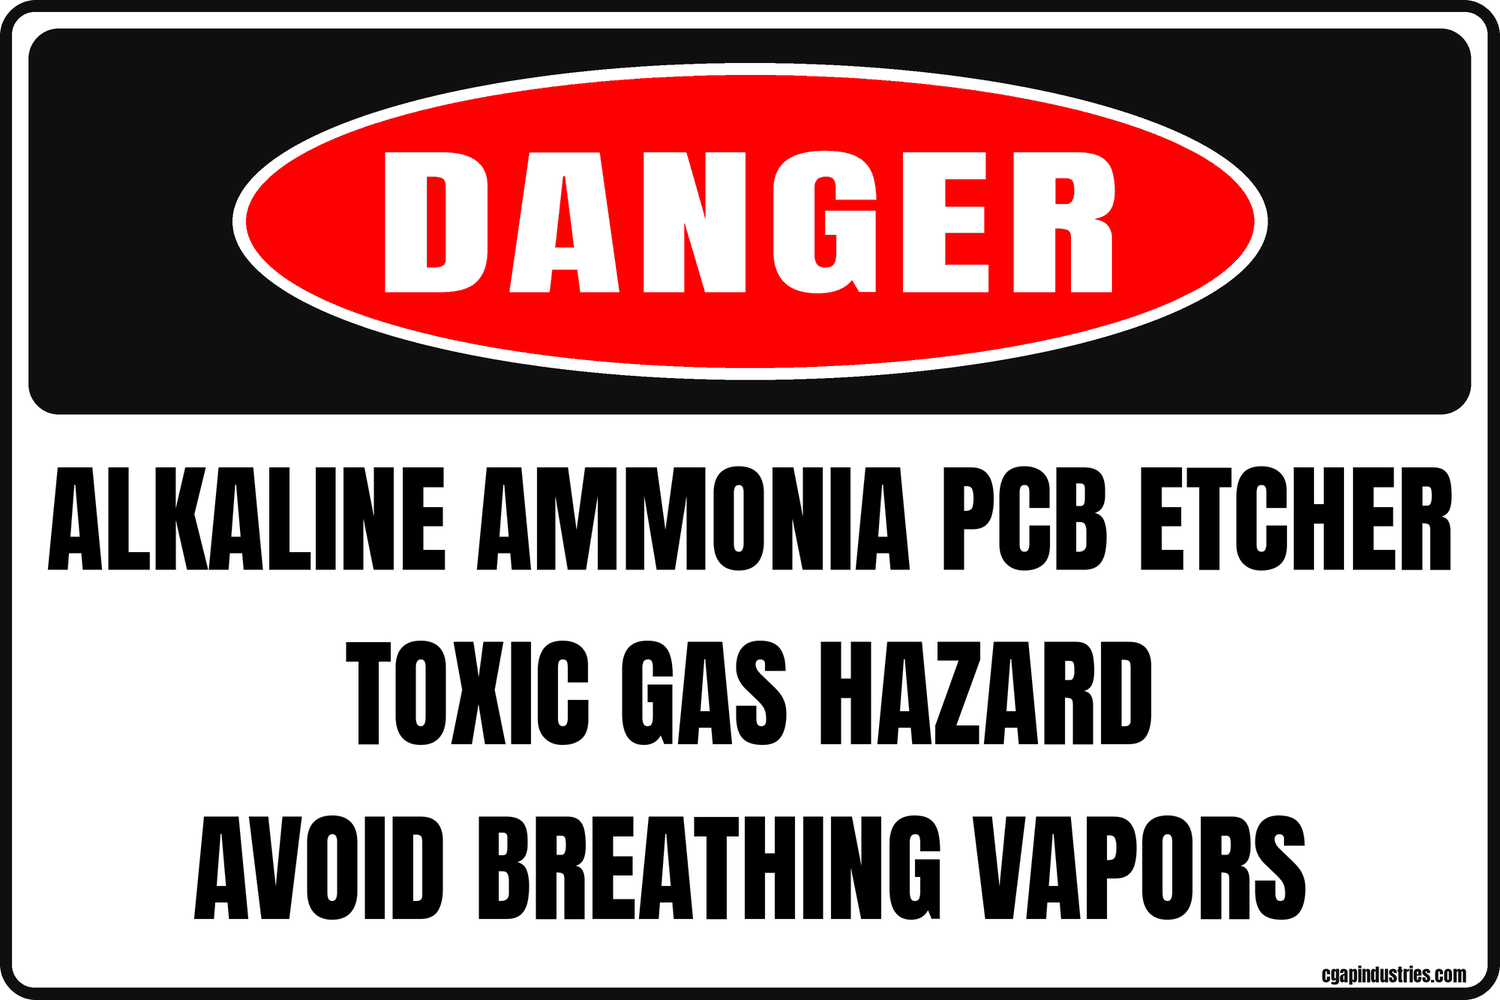 DANGER
ALKALINE AMMONIA PCB ETCHER
TOXIC GAS HAZARD
AVOID BREATHING VAPORS
cgapindustries.com